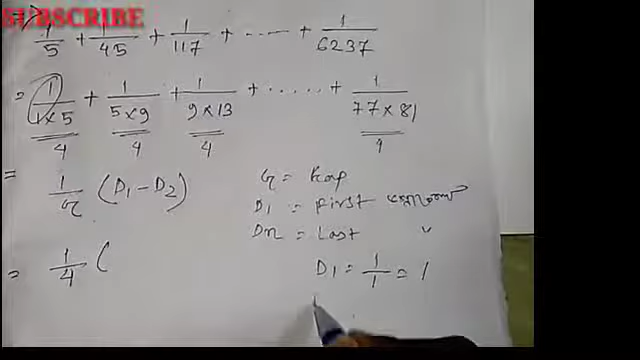 SUBSCRIBE
1/5 + 1/45 + 1/117 + ..... + 1/6237
= 1/1×5 + 1/5×9 + 1/9×13 + ...... + 1/77×81
4 4 4 4
= 1/G (D1 - D2) G = Kap
D1 = First
Dn = Last "
= 1/4 ( D1 = 1/1 = 1